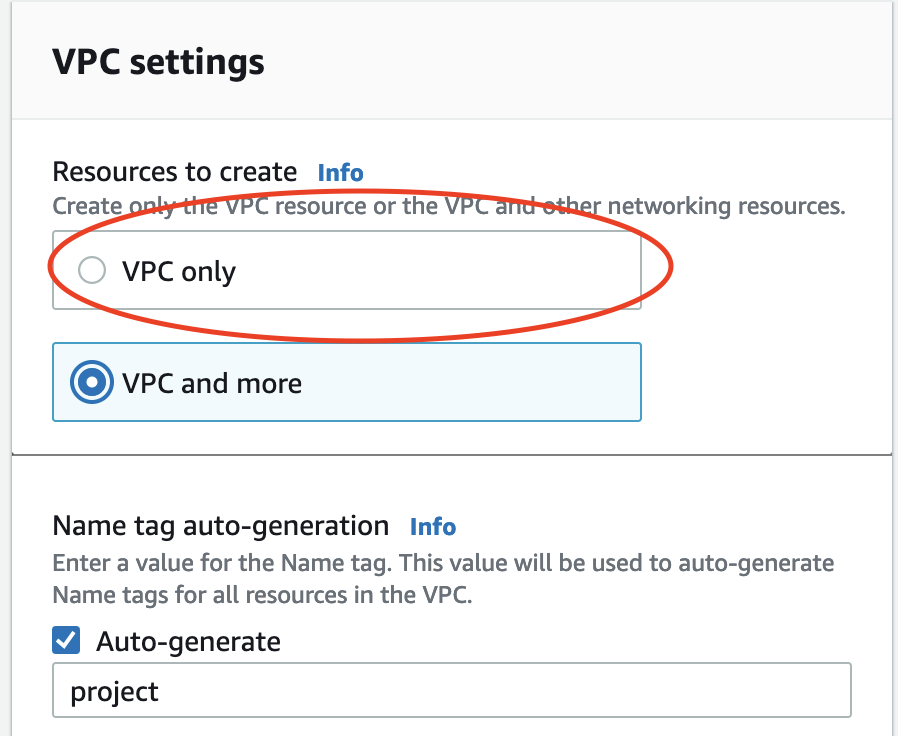 VPC settings
Resources to create Info
Create only the VPC resource or the VPC and other networking resources.
VPC only
VPC and more
Name tag auto-generation Info
Enter a value for the Name tag. This value will be used to auto-generate
Name tags for all resources in the VPC.
Auto-generate
project